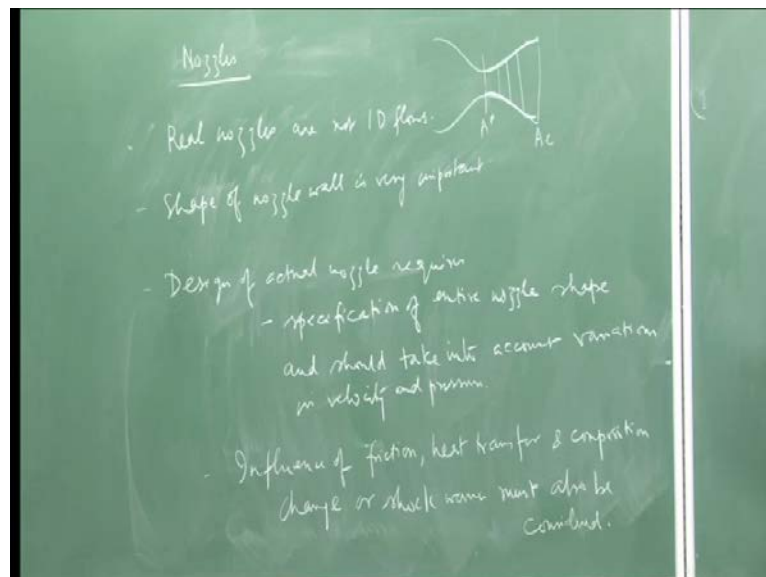 Nozzles
A*
Ae
- Real nozzles are not 1D flows.
- Shape of nozzle wall is very important
- Design of actual nozzle requires
- specification of entire nozzle shape
and should take into account variations
in velocity and pressure.
- Influence of friction, heat transfer & composition
change or shock waves must also be
considered.